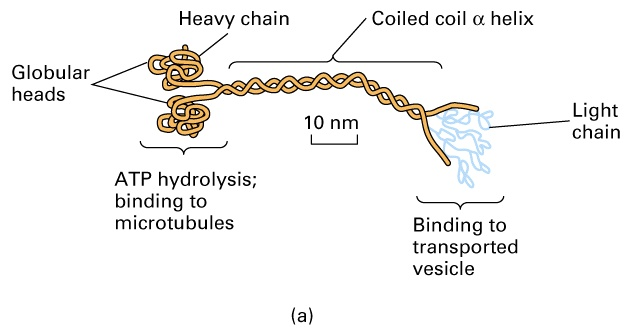 Heavy chain
Coiled coil α helix
Globular
heads
Light
chain
10 nm
ATP hydrolysis;
binding to
microtubules
Binding to
transported
vesicle
(a)